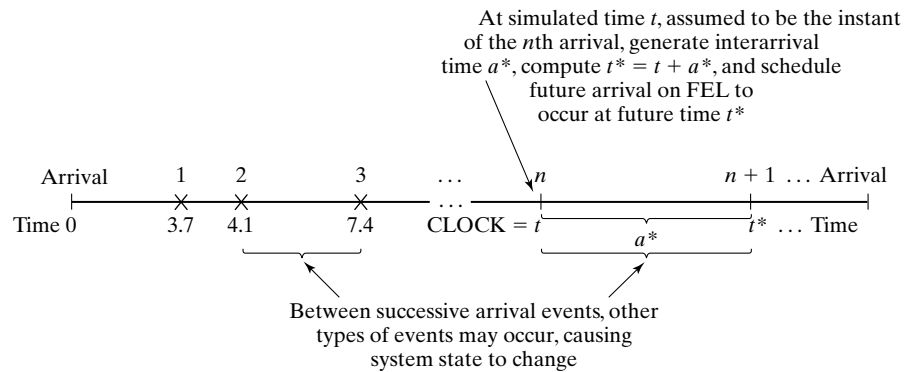 At simulated time t, assumed to be the instant
of the nth arrival, generate interarrival
time a*, compute t* = t + a*, and schedule
future arrival on FEL to
occur at future time t*
Arrival 1 2 3 ... n n + 1 ... Arrival
...
Time 0 3.7 4.1 7.4 CLOCK = t t* ... Time
a*
Between successive arrival events, other
types of events may occur, causing
system state to change